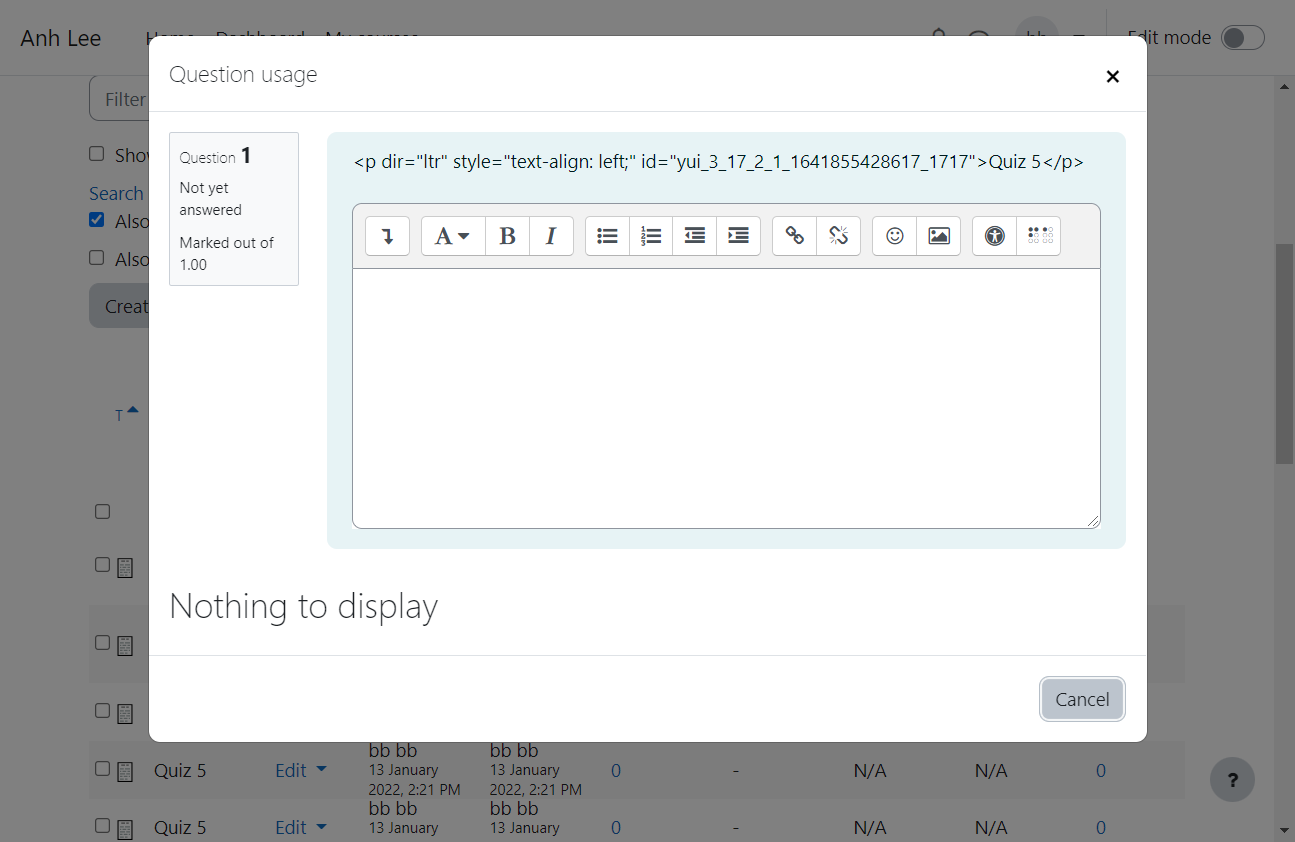 Anh Lee
Home Dashboard My courses
bb
Edit mode
Question usage
×
Filter
Question 1
Not yet
answered
Marked out of
1.00
<p dir="ltr" style="text-align: left;" id="yui_3_17_2_1_1641855428617_1717">Quiz 5</p>
A
B
I
Search
Also
Also
Creat
T
Nothing to display
Cancel
Quiz 5 Edit bb bb bb bb 0 - N/A N/A 0
13 January 13 January
2022, 2:21 PM 2022, 2:21 PM
Quiz 5 Edit bb bb bb bb 0 - N/A N/A 0
13 January 13 January
?